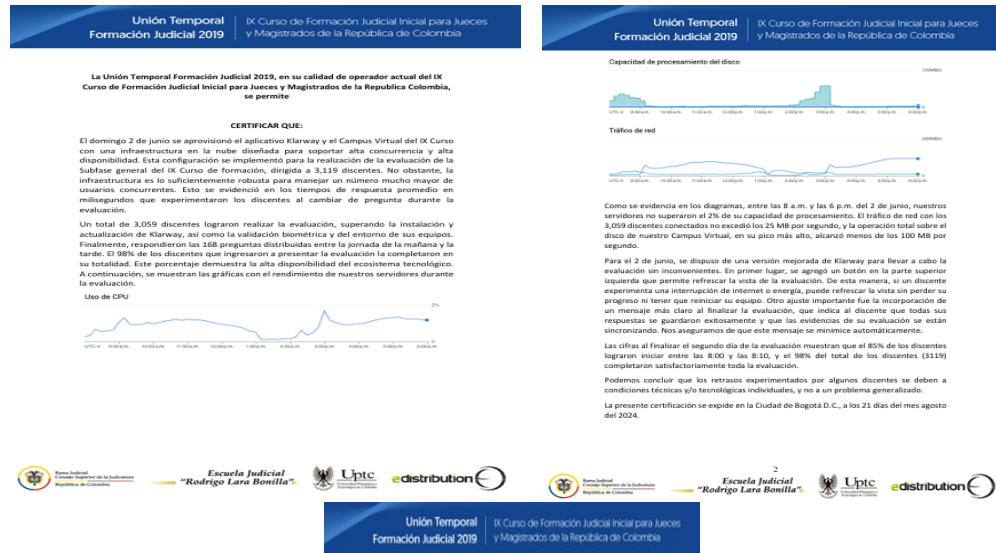 Unión Temporal
Formación Judicial 2019
IX Curso de Formación Judicial Inicial para Jueces
y Magistrados de la República de Colombia
La Unión Temporal Formación Judicial 2019, en su calidad de operador actual del IX
Curso de Formación Judicial Inicial para Jueces y Magistrados de la Republica Colombia,
se permite
CERTIFICAR QUE:
El domingo 2 de junio se aprovisionó el aplicativo Klarway y el Campus Virtual del IX Curso
con una infraestructura en la nube diseñada para soportar alta concurrencia y alta
disponibilidad. Esta configuración se implementó para la realización de la evaluación de la
Subfase general del IX Curso de formación, dirigida a 3,119 discentes. No obstante, la
infraestructura es lo suficientemente robusta para manejar un número mucho mayor de
usuarios concurrentes. Esto se evidenció en los tiempos de respuesta promedio en
milisegundos que experimentaron los discentes al cambiar de pregunta durante la
evaluación.
Un total de 3,059 discentes lograron realizar la evaluación, superando la instalación y
actualización de Klarway, así como la validación biométrica y del entorno de sus equipos.
Finalmente, respondieron las 168 preguntas distribuidas entre la jornada de la mañana y la
tarde. El 98% de los discentes que ingresaron a presentar la evaluación la completaron en
su totalidad. Este porcentaje demuestra la alta disponibilidad del ecosistema tecnológico.
A continuación, se muestran las gráficas con el rendimiento de nuestros servidores durante
la evaluación.
Uso de CPU
2%
0
Rama Judicial
Consejo Superior de la Judicatura
República de Colombia
Escuela Judicial
"Rodrigo Lara Bonilla"
Uptc
edistribution
Unión Temporal
Formación Judicial 2019
IX Curso de Formación Judicial Inicial para Jueces
y Magistrados de la República de Colombia
Capacidad de procesamiento del disco
0
Tráfico de red
0
Como se evidencia en los diagramas, entre las 8 a.m. y las 6 p.m. del 2 de junio, nuestros
servidores no superaron el 2% de su capacidad de procesamiento. El tráfico de red con los
3,059 discentes conectados no excedió los 25 MB por segundo, y la operación total sobre el
disco de nuestro Campus Virtual, en su pico más alto, alcanzó menos de los 100 MB por
segundo.
Para el 2 de junio, se dispuso de una versión mejorada de Klarway para llevar a cabo la
evaluación sin inconvenientes. En primer lugar, se agregó un botón en la parte superior
izquierda que permite refrescar la vista de la evaluación. De esta manera, si un discente
experimenta una interrupción de internet o energía, puede refrescar la vista sin perder su
progreso ni tener que reiniciar su equipo. Otro ajuste importante fue la incorporación de
un mensaje más claro al finalizar la evaluación, que indica al discente que todas sus
respuestas se guardaron exitosamente y que las evidencias de su evaluación se están
sincronizando. Nos aseguramos de que este mensaje se minimice automáticamente.
Las cifras al finalizar el segundo día de la evaluación muestran que el 85% de los discentes
lograron iniciar entre las 8:00 y las 8:10, y el 98% del total de los discentes (3119)
completaron satisfactoriamente toda la evaluación.
Podemos concluir que los retrasos experimentados por algunos discentes se deben a
condiciones técnicas y/o tecnológicas individuales, y no a un problema generalizado.
La presente certificación se expide en la Ciudad de Bogotá D.C., a los 21 días del mes agosto
del 2024.
2
Rama Judicial
Consejo Superior de la Judicatura
República de Colombia
Escuela Judicial
"Rodrigo Lara Bonilla"
Uptc
edistribution
Unión Temporal
Formación Judicial 2019
IX Curso de Formación Judicial Inicial para Jueces
y Magistrados de la República de Colombia